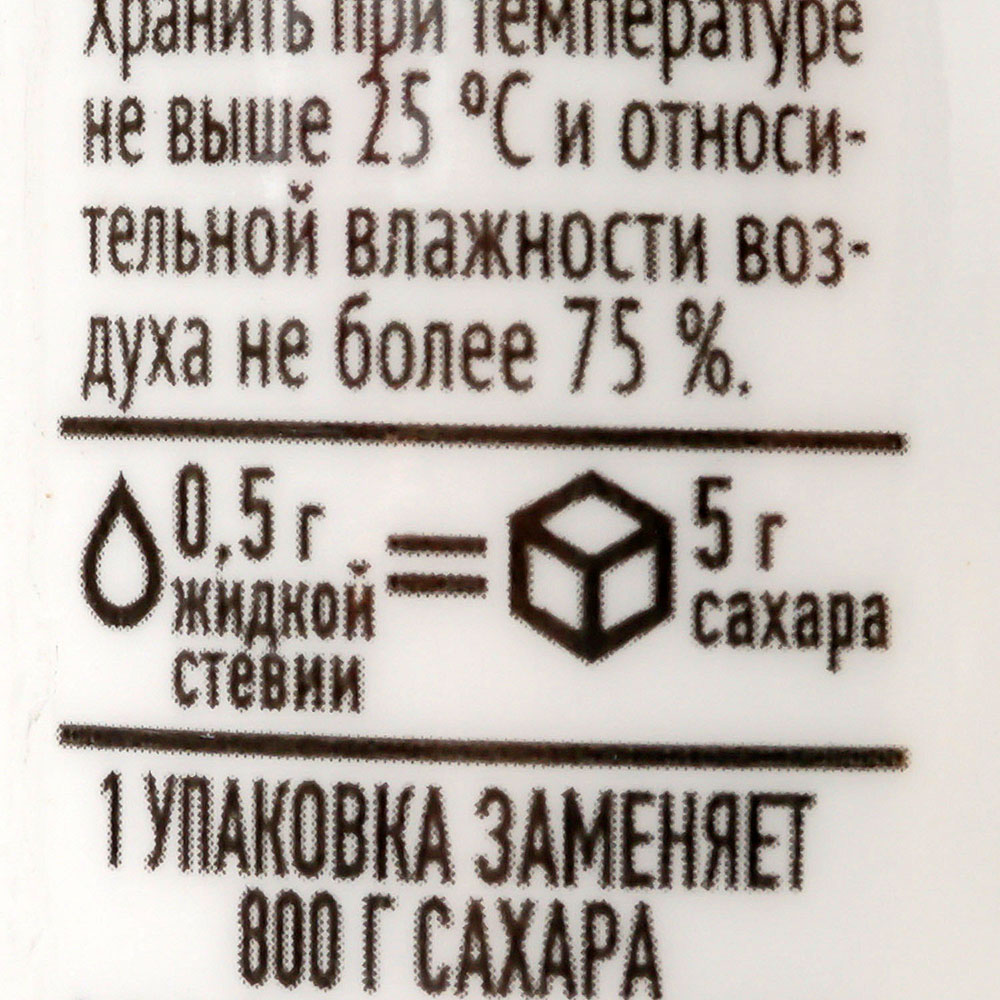 хранить при температуре
не выше 25 °С и относи-
тельной влажности воз-
духа не более 75 %.
0,5 г
жидкой
стевии
=
5 г
сахара
1 УПАКОВКА ЗАМЕНЯЕТ
800 Г САХАРА